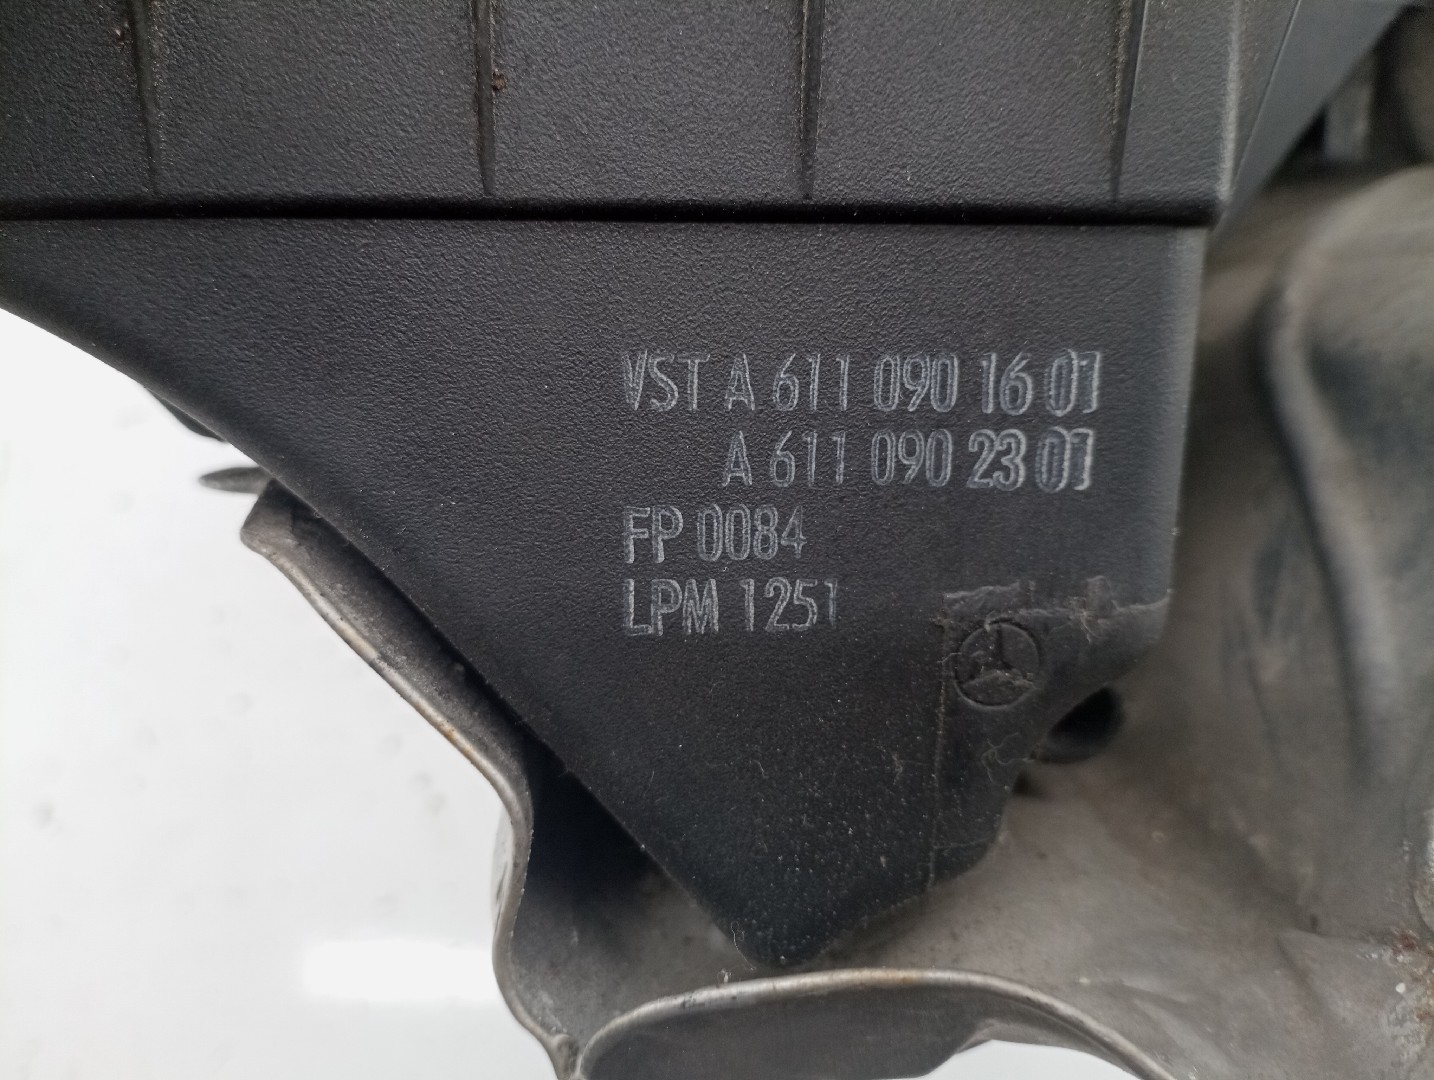 VST A 611 090 16 01
A 611 090 23 01
FP 0084
LPM 1251